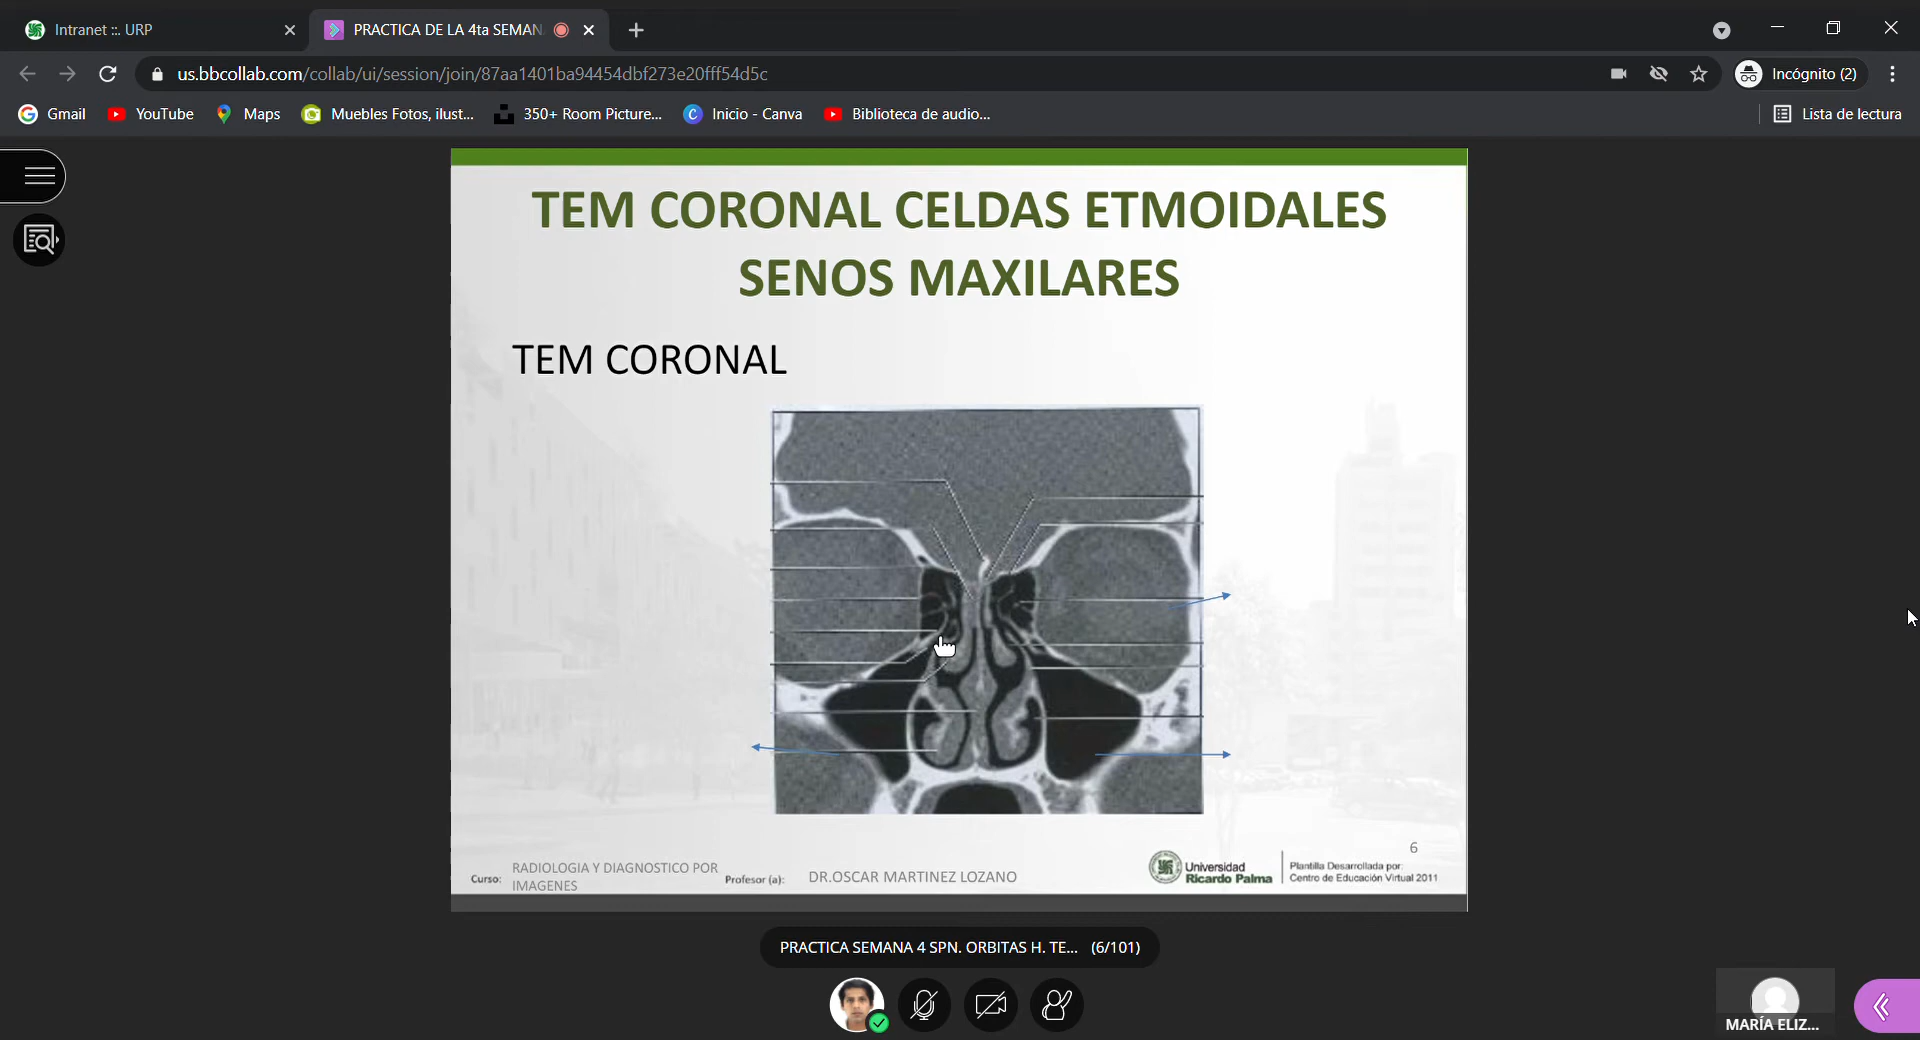 Intranet ::. URP
PRACTICA DE LA 4ta SEMAN
us.bbcollab.com/collab/ui/session/join/87aa1401ba94454dbf273e20fff54d5c
Incógnito (2)
Gmail
YouTube
Maps
Muebles Fotos, ilust...
350+ Room Picture...
Inicio - Canva
Biblioteca de audio...
Lista de lectura
TEM CORONAL CELDAS ETMOIDALES
SENOS MAXILARES
TEM CORONAL
6
Curso:
RADIOLOGIA Y DIAGNOSTICO POR
IMAGENES
Profesor (a):
DR.OSCAR MARTINEZ LOZANO
Universidad
Ricardo Palma
Plantilla Desarrollada por:
Centro de Educación Virtual 2011
PRACTICA SEMANA 4 SPN. ORBITAS H. TE... (6/101)
MARÍA ELIZ...